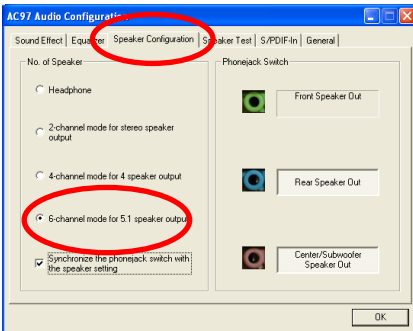 AC97 Audio Configuration
Sound Effect
Speaker Configuration
Speaker Test
S/PDIF-In
General
No. of Speaker
Headphone
2-channel mode for stereo speaker
output
4-channel mode for 4 speaker output
6-channel mode for 5.1 speaker output
Synchronize the phonejack switch with
the speaker setting
Phonejack Switch
Front Speaker Out
Rear Speaker Out
Center/Subwoofer
Speaker Out
OK